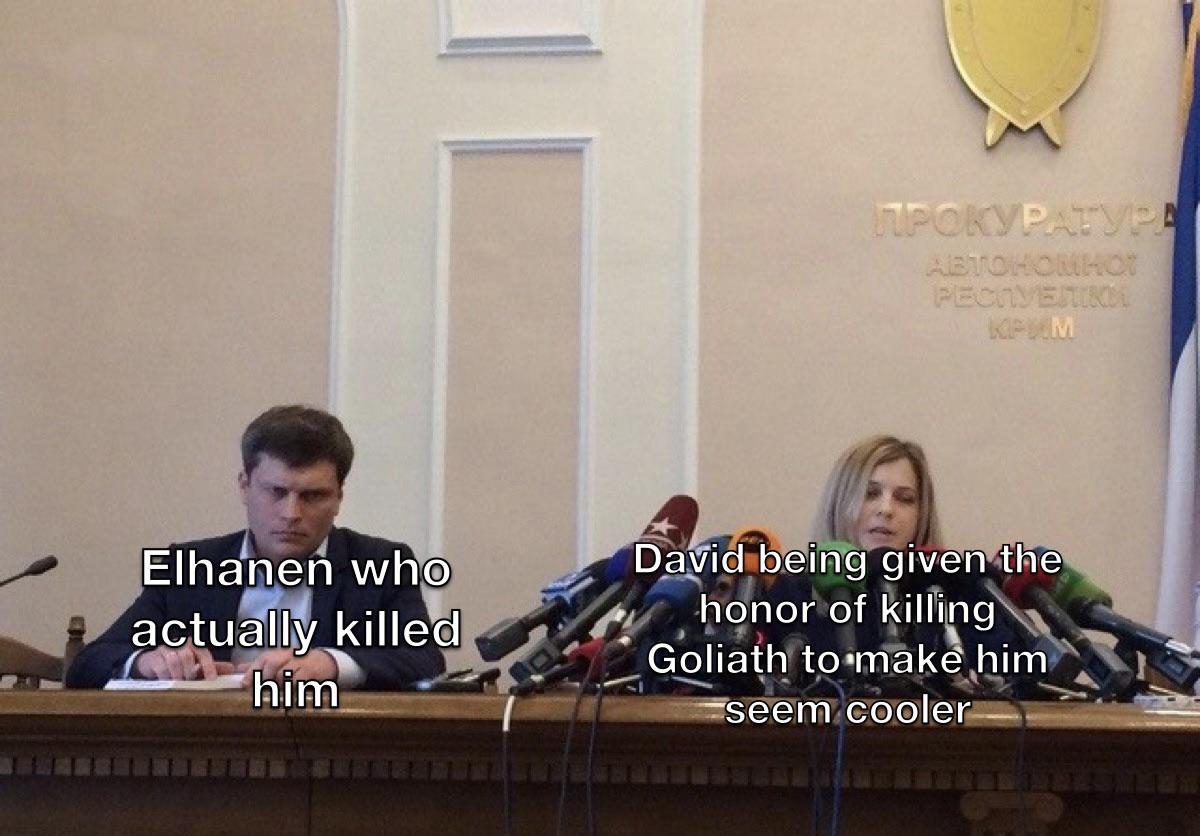 ПРОКУРАТУРА
АВТОНОМНОЇ
РЕСПУБЛІКИ
КРИМ
Elhanen who
actually killed
him
David being given the
honor of killing
Goliath to make him
seem cooler